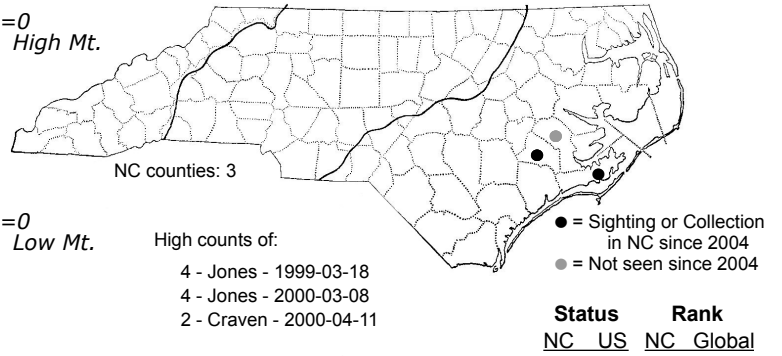 =0
High Mt.
NC counties: 3
=0
Low Mt.
High counts of:
4 - Jones - 1999-03-18
4 - Jones - 2000-03-08
2 - Craven - 2000-04-11
= Sighting or Collection
in NC since 2004
= Not seen since 2004
Status Rank
NC US NC Global